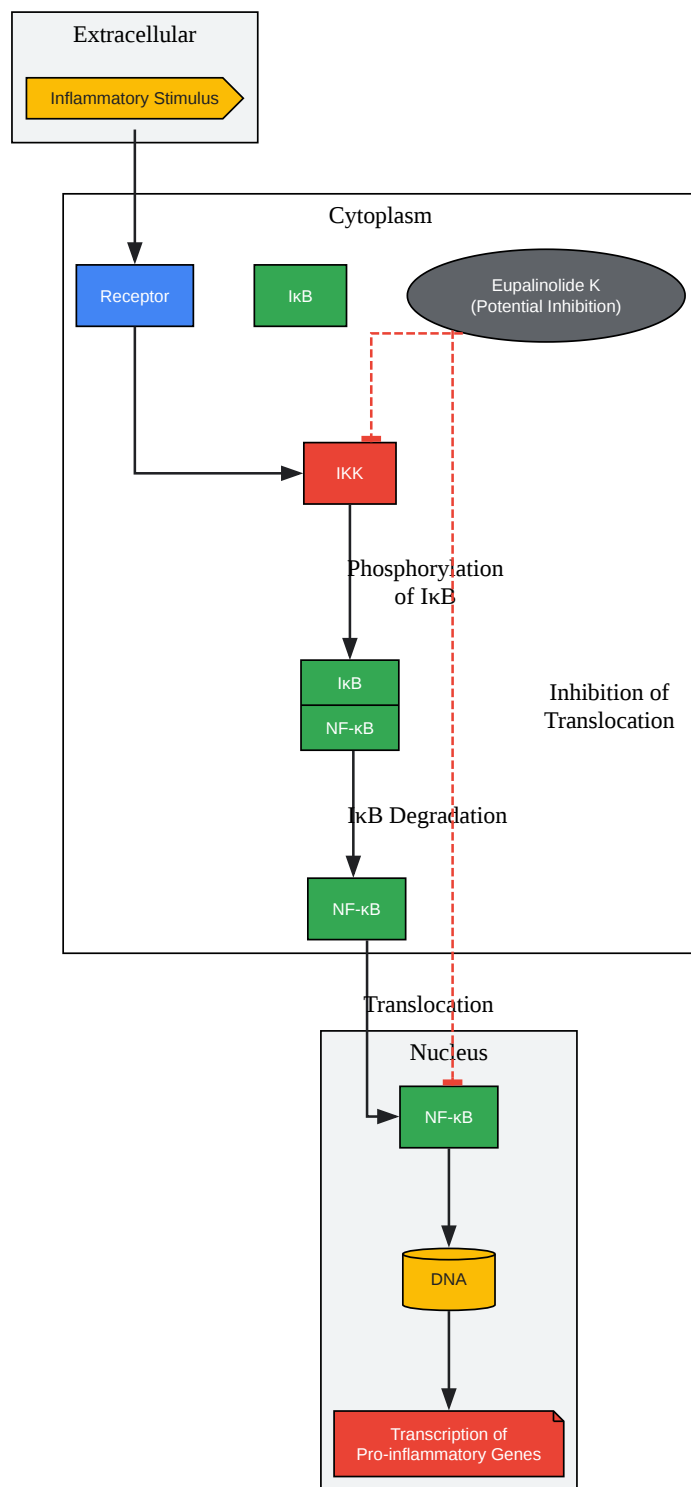 Extracellular
Inflammatory Stimulus
Cytoplasm
Receptor
IκB
Eupalinolide K
(Potential Inhibition)
IKK
Phosphorylation
of IκB
IκB
NF-κB
Inhibition of
Translocation
IκB Degradation
NF-κB
Translocation
Nucleus
NF-κB
DNA
Transcription of
Pro-inflammatory Genes